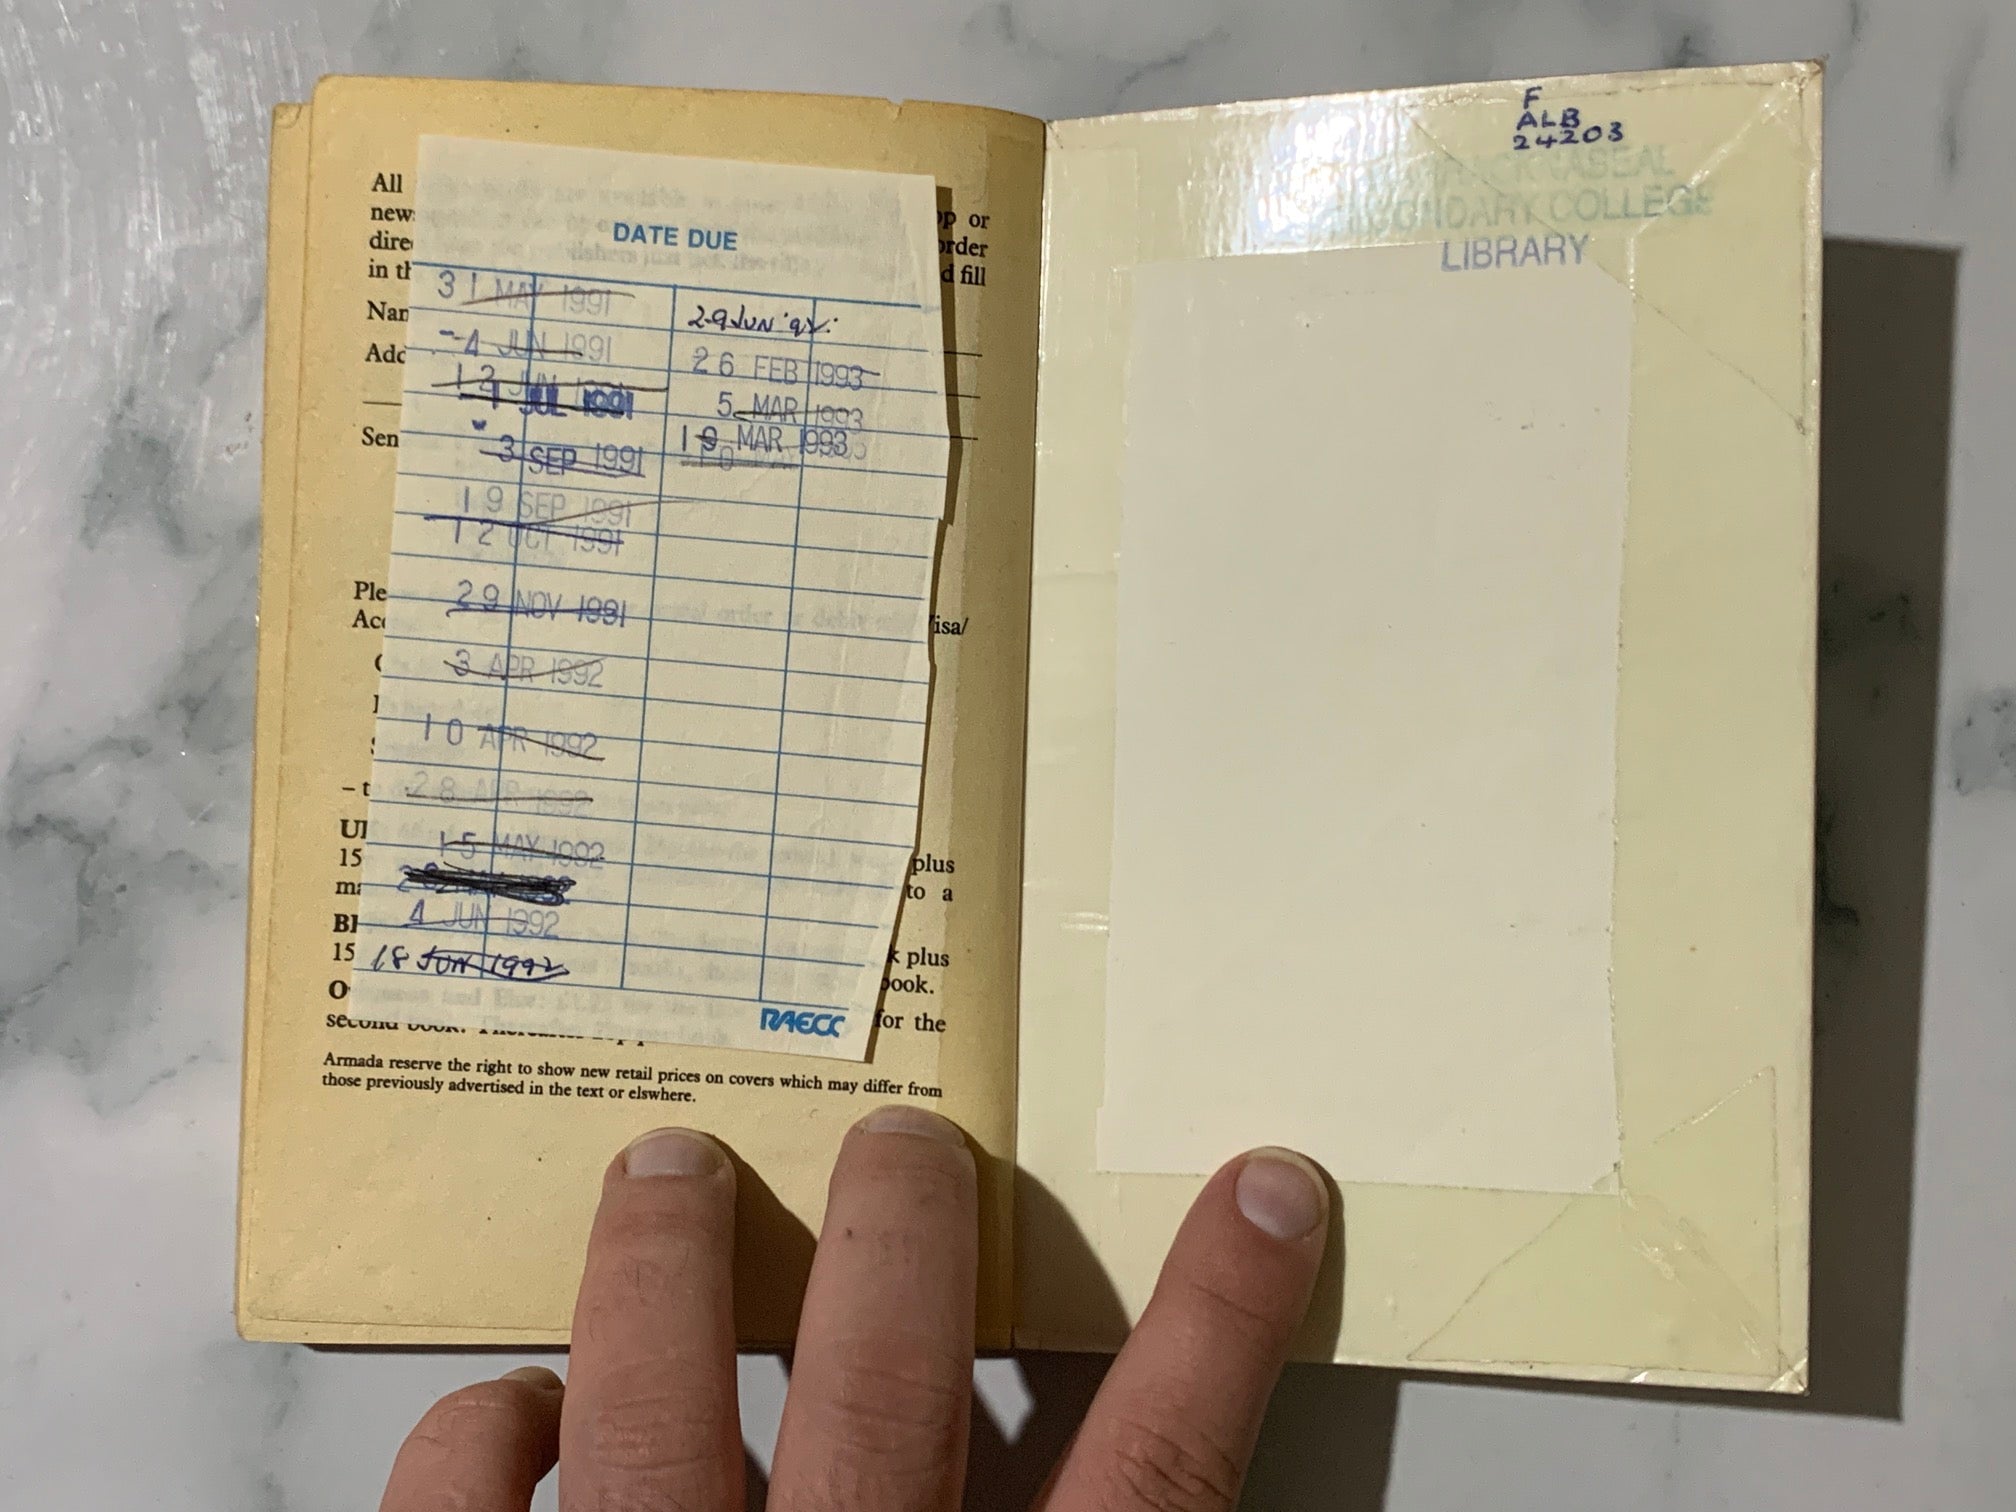 All
news
dire
in th
Nan
Add
Sen
Ple
Acc
– t
UI
15
ma
BF
15
O
op or
order
d fill
isa/
plus
to a
k plus
book.
for the
second book.
Armada reserve the right to show new retail prices on covers which may differ from
those previously advertised in the text or elswhere.
DATE DUE
31 MAY 1991
-4 JUN 1991
12 JUN 1991
1 JUL 1991
3 SEP 1991
19 SEP 1991
12 OCT 1991
29 NOV 1991
3 APR 1992
10 APR 1992
28 APR 1992
15 MAY 1992
4 JUN 1992
18 JUN 1992
29 JUN '92.
26 FEB 1993
5 MAR 1993
19 MAR 1993
RAECC
F
ALB
24203
SECONDARY COLLEGE
LIBRARY